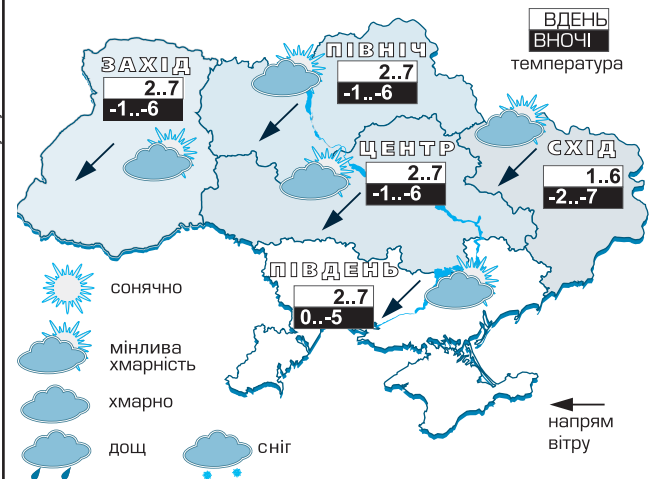 ВДЕНЬ
ВНОЧІ
температура
ПІВНІЧ
2..7
-1..-6
ЗАХІД
2..7
-1..-6
ЦЕНТР
2..7
-1..-6
СХІД
1..6
-2..-7
ПІВДЕНЬ
2..7
0..-5
сонячно
мінлива
хмарність
хмарно
дощ
сніг
напрям
вітру